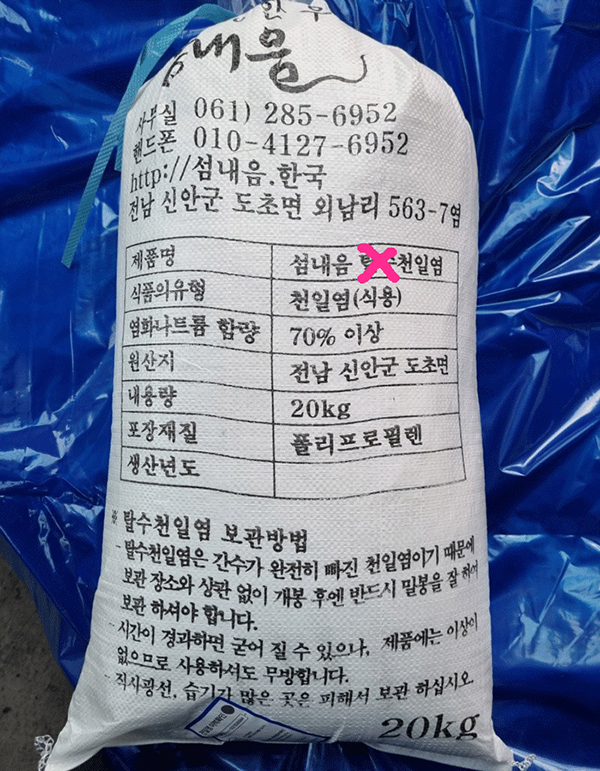 섬내음
사무실 061) 285-6952
핸드폰 010-4127-6952
http://섬내음.한국
전남 신안군 도초면 외남리 563-7염
제품명 섬내음 천일염
식품의유형 천일염(식용)
염화나트륨 함량 70% 이상
원산지 전남 신안군 도초면
내용량 20kg
포장재질 폴리프로필렌
생산년도
※ 탈수천일염 보관방법
- 탈수천일염은 간수가 완전히 빠진 천일염이기 때문에
보관 장소와 상관 없이 개봉 후엔 반드시 밀봉을 잘 하여
보관 하셔야 합니다.
- 시간이 경과하면 굳어 질 수 있으나, 제품에는 이상이
없으므로 사용하셔도 무방합니다.
- 직사광선, 습기가 많은 곳은 피해서 보관 하십시오.
20kg